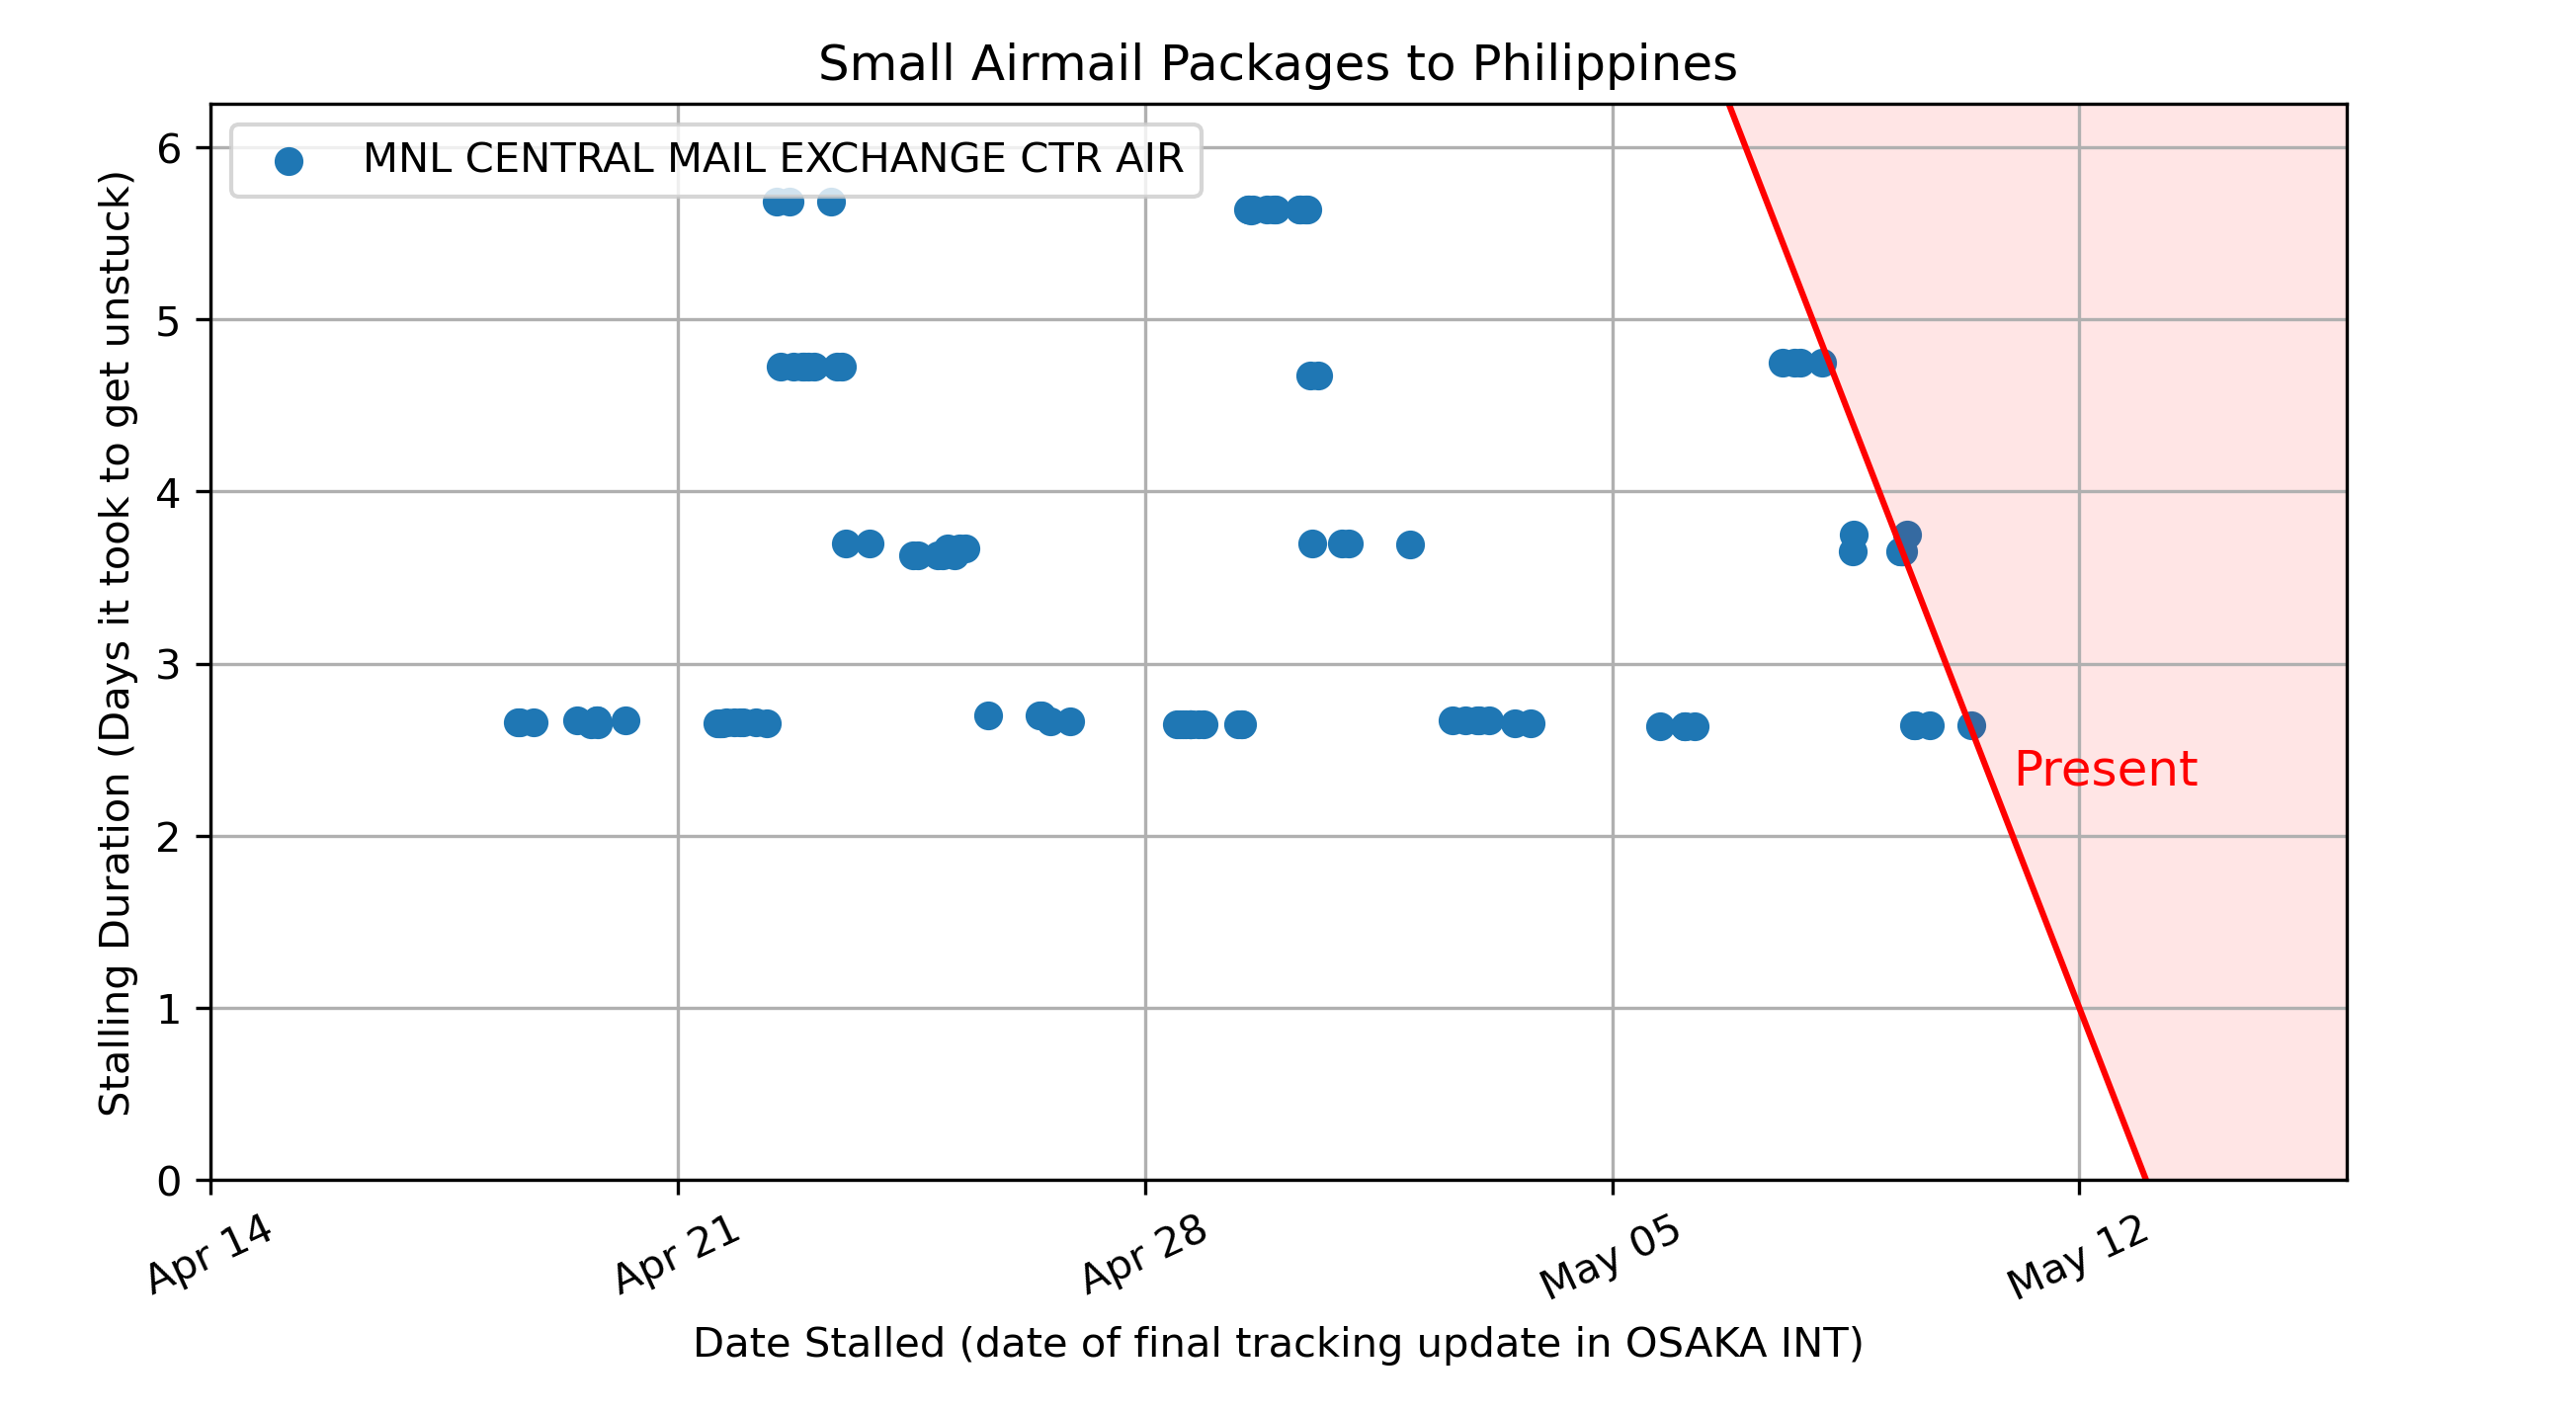 Small Airmail Packages to Philippines
MNL CENTRAL MAIL EXCHANGE CTR AIR
Stalling Duration (Days it took to get unstuck)
6
5
4
3
2
1
0
Present
Apr 14
Apr 21
Apr 28
May 05
May 12
Date Stalled (date of final tracking update in OSAKA INT)